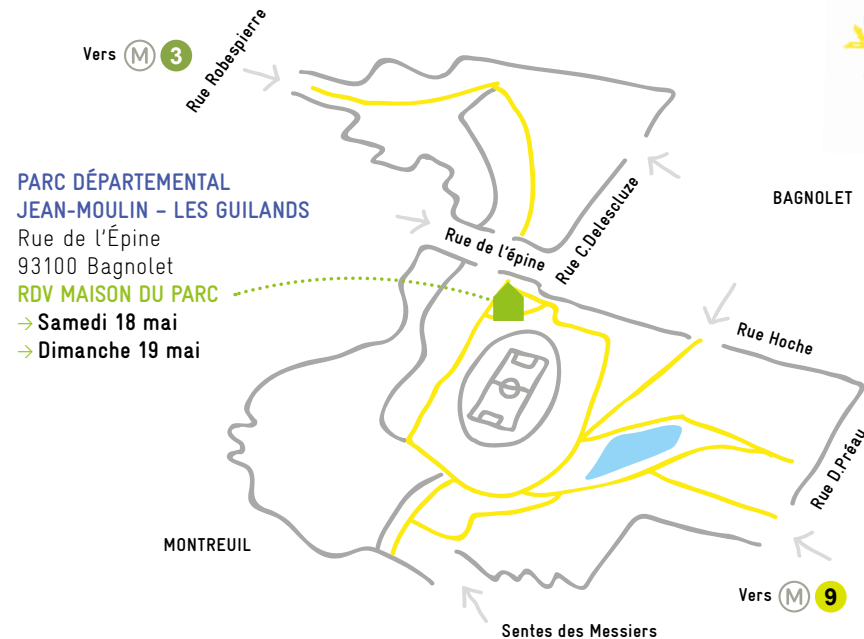 Vers M 3
Rue Robespierre
PARC DÉPARTEMENTAL
JEAN-MOULIN – LES GUILANDS
Rue de l'Épine
93100 Bagnolet
RDV MAISON DU PARC
→ Samedi 18 mai
→ Dimanche 19 mai
BAGNOLET
Rue C.Delescluze
Rue de l'épine
Rue Hoche
Rue D.Préau
MONTREUIL
Vers M 9
Sentes des Messiers